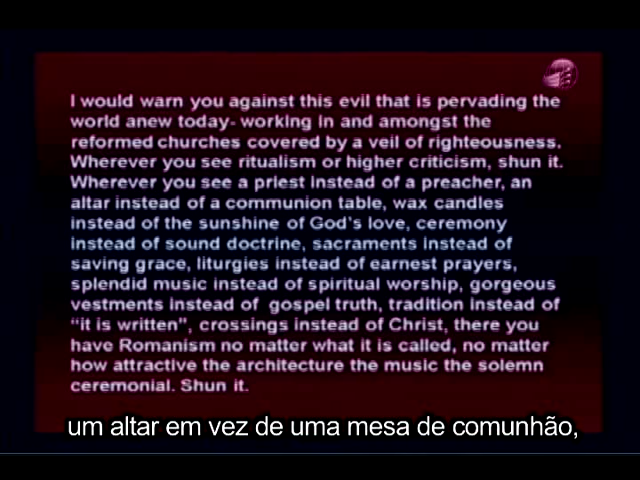 I would warn you against this evil that is pervading the
world anew today- working in and amongst the
reformed churches covered by a veil of righteousness.
Wherever you see ritualism or higher criticism, shun it.
Wherever you see a priest instead of a preacher, an
altar instead of a communion table, wax candles
instead of the sunshine of God's love, ceremony
instead of sound doctrine, sacraments instead of
saving grace, liturgies instead of earnest prayers,
splendid music instead of spiritual worship, gorgeous
vestments instead of gospel truth, tradition instead of
"it is written", crossings instead of Christ, there you
have Romanism no matter what it is called, no matter
how attractive the architecture the music the solemn
ceremonial. Shun it.
um altar em vez de uma mesa de comunhão,